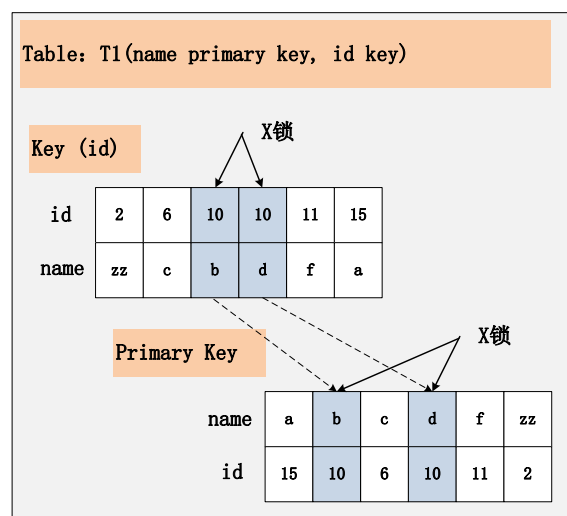 Table: T1(name primary key, id key)
X锁
Key (id)
id 2 6 10 10 11 15
name zz c b d f a
X锁
Primary Key
name a b c d f zz
id 15 10 6 10 11 2